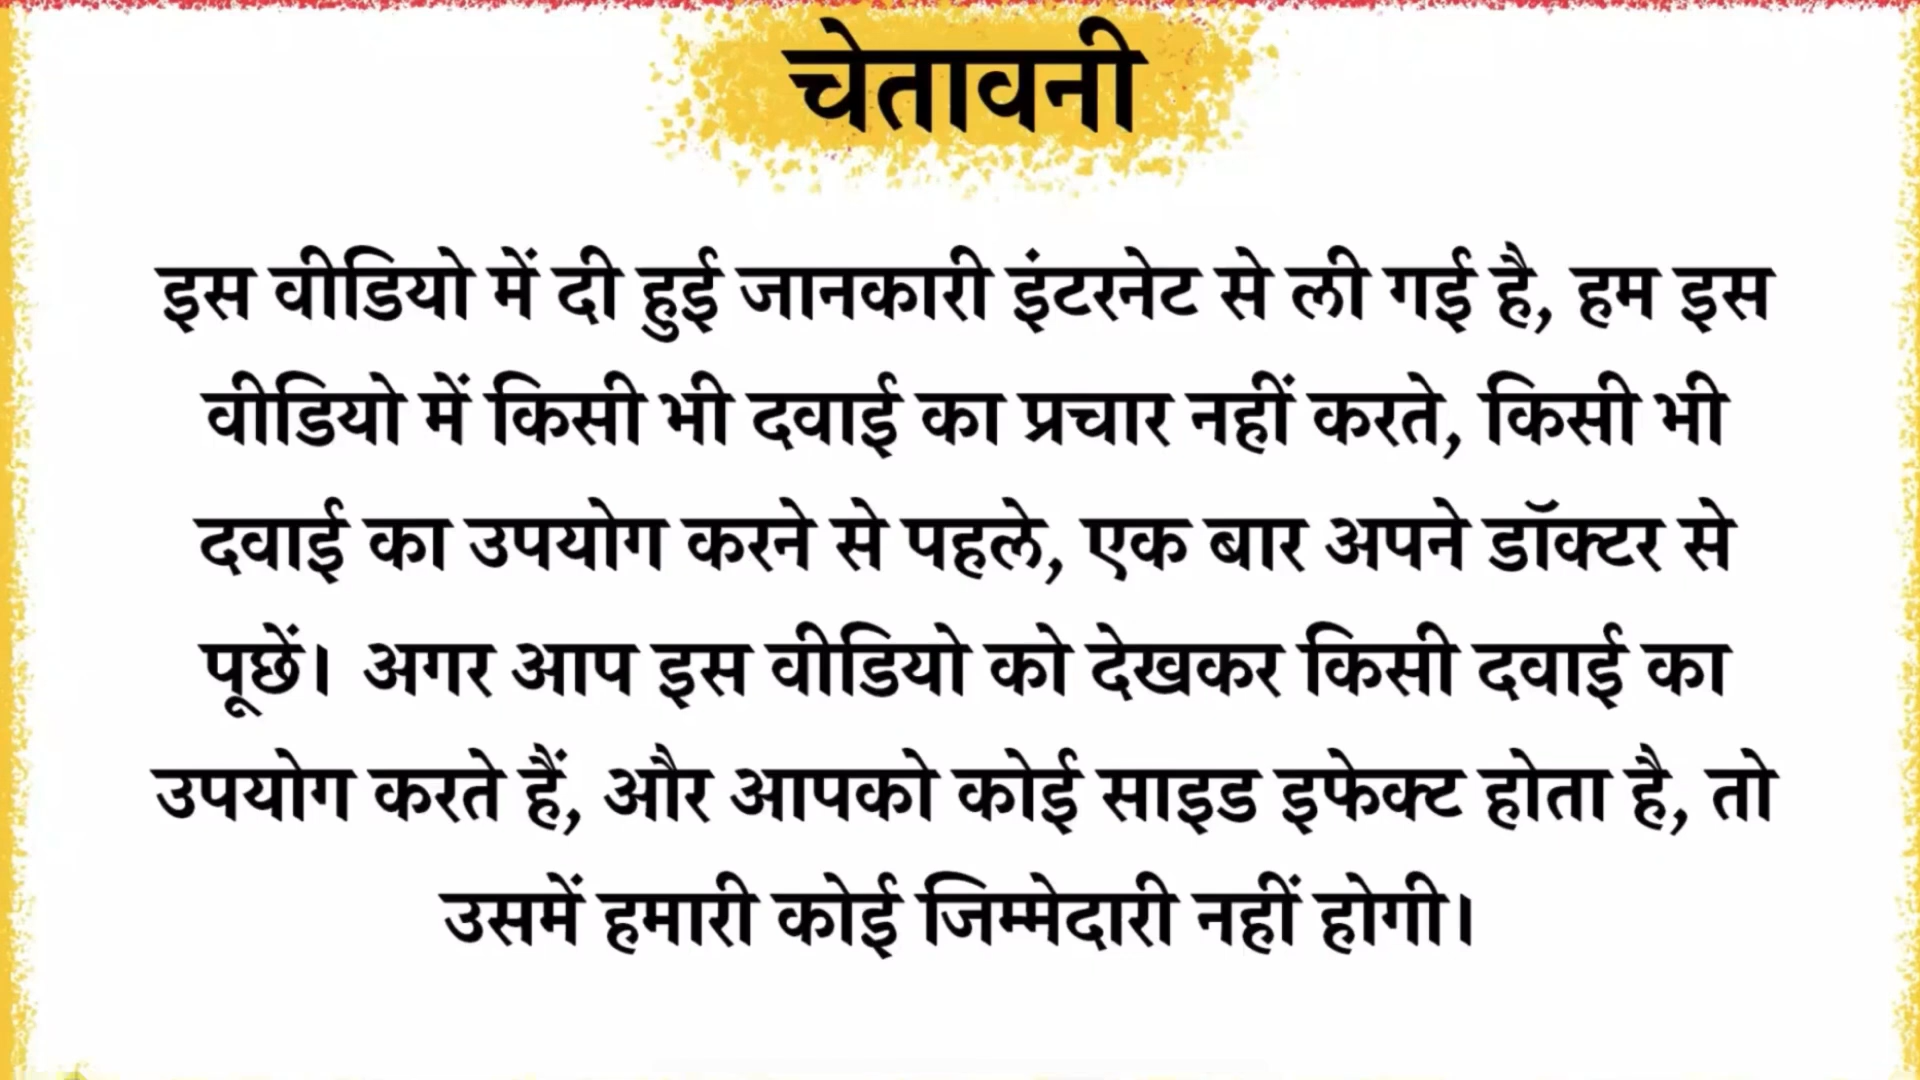 चेतावनी
इस वीडियो में दी हुई जानकारी इंटरनेट से ली गई है, हम इस
वीडियो में किसी भी दवाई का प्रचार नहीं करते, किसी भी
दवाई का उपयोग करने से पहले, एक बार अपने डॉक्टर से
पूछें। अगर आप इस वीडियो को देखकर किसी दवाई का
उपयोग करते हैं, और आपको कोई साइड इफेक्ट होता है, तो
उसमें हमारी कोई जिम्मेदारी नहीं होगी।